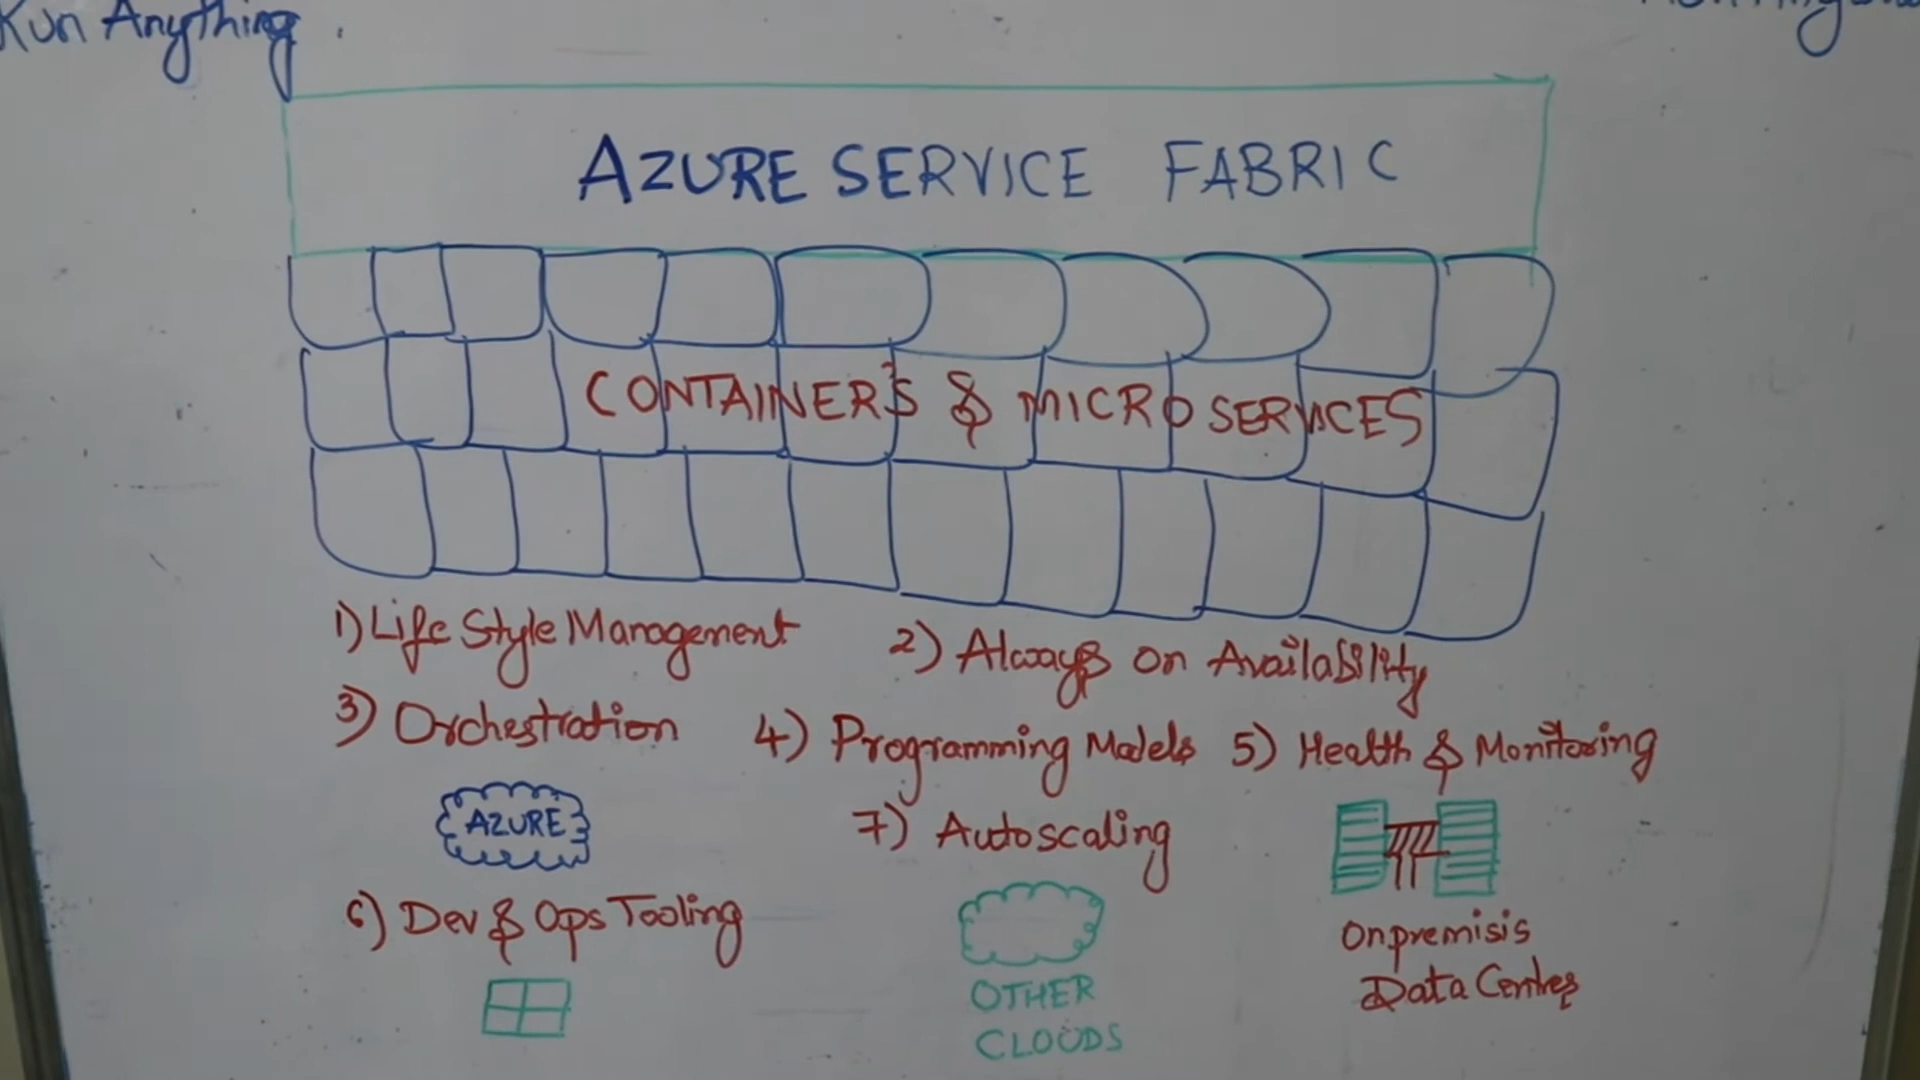 Run Anything
AZURE SERVICE FABRIC
CONTAINERS & MICROSERVICES
1) Life Style Management
2) Always on Availability
3) Orchestration
4) Programming Models
5) Health & Monitoring
AZURE
7) Autoscaling
6) Dev & Ops Tooling
OTHER
CLOUDS
Onpremisis
Data Centres